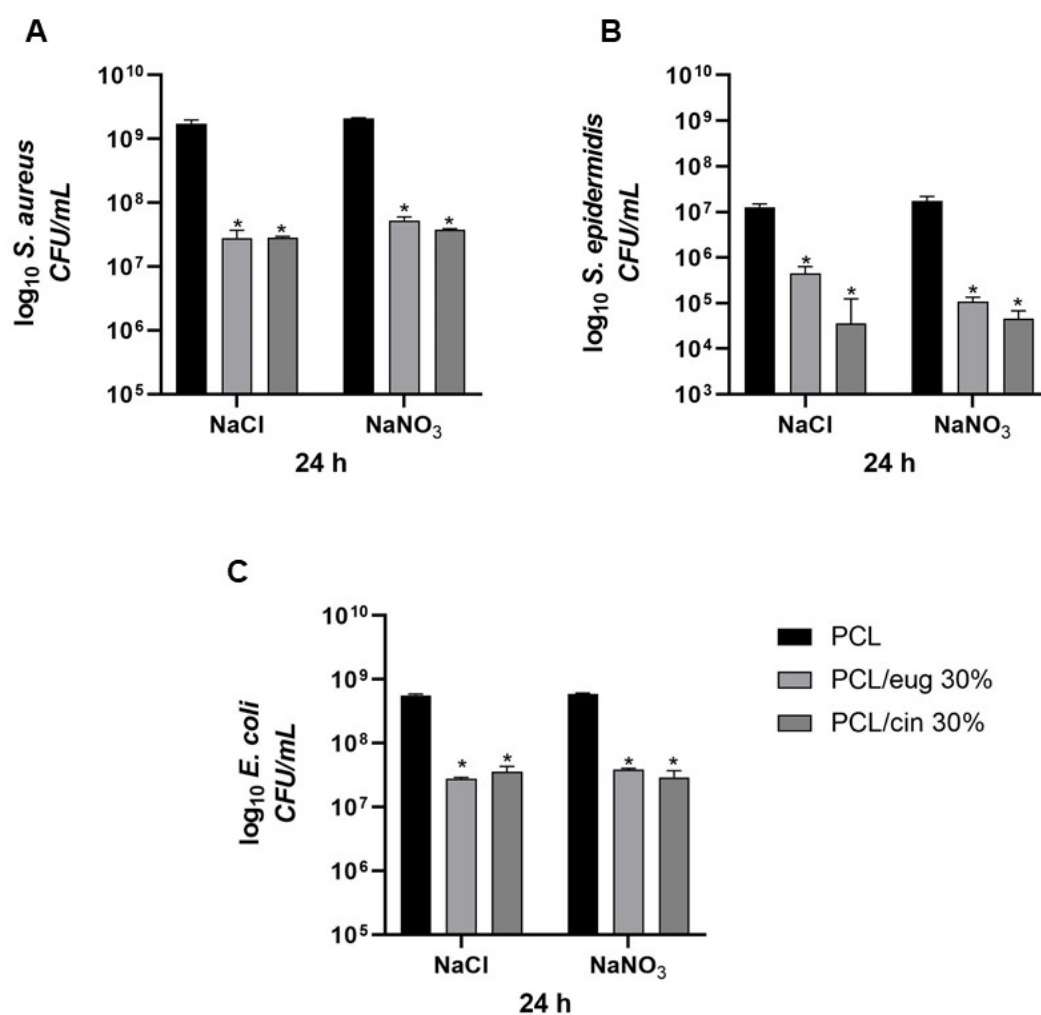 A
log₁₀ S. aureus
CFU/mL
10¹⁰
10⁹
10⁸
10⁷
10⁶
10⁵
* * * *
NaCl NaNO₃
24 h
B
log₁₀ S. epidermidis
CFU/mL
10¹⁰
10⁹
10⁸
10⁷
10⁶
10⁵
10⁴
10³
* * * *
NaCl NaNO₃
24 h
C
log₁₀ E. coli
CFU/mL
10¹⁰
10⁹
10⁸
10⁷
10⁶
10⁵
* * * *
NaCl NaNO₃
24 h
PCL
PCL/eug 30%
PCL/cin 30%